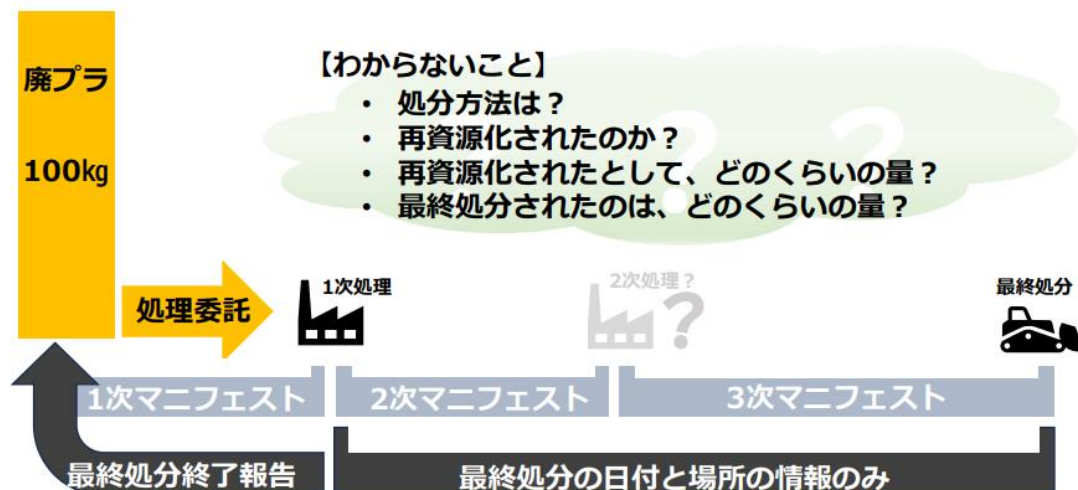 廃プラ
100kg
【わからないこと】
・ 処分方法は？
・ 再資源化されたのか？
・ 再資源化されたとして、どのくらいの量？
・ 最終処分されたのは、どのくらいの量？
? ?
処理委託
1次処理
2次処理？
?
最終処分
1次マニフェスト
2次マニフェスト
3次マニフェスト
最終処分終了報告
最終処分の日付と場所の情報のみ